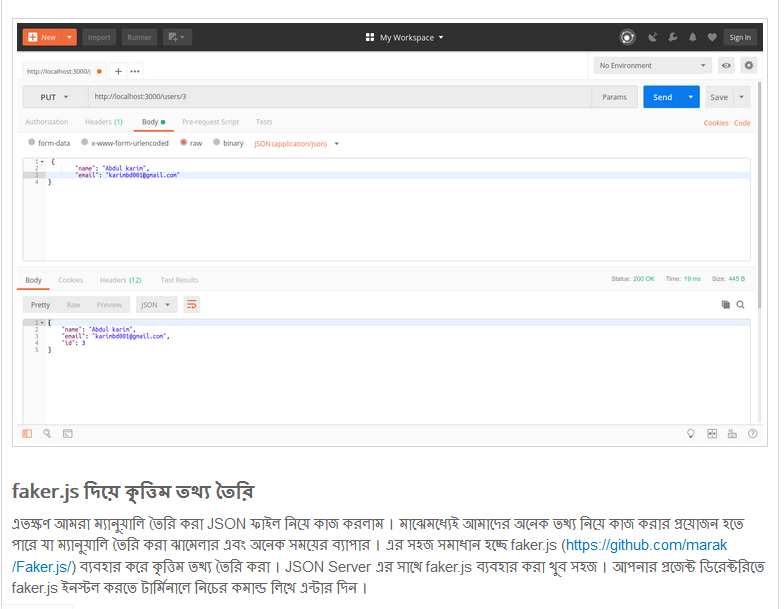 New Import Runner My Workspace Sign In
http://localhost:3000/ + ••• No Environment
PUT http://localhost:3000/users/3 Params Send Save
Authorization Headers (1) Body Pre-request Script Tests Cookies Code
form-data x-www-form-urlencoded raw binary JSON (application/json)
1 {
2 "name": "Abdul karim",
3 "email": "karimbd001@gmail.com"
4 }
Body Cookies Headers (12) Test Results Status: 200 OK Time: 19 ms Size: 445 B
Pretty Raw Preview JSON
1 {
2 "name": "Abdul karim",
3 "email": "karimbd001@gmail.com",
4 "id": 3
5 }
faker.js দিয়ে কৃত্তিম তথ্য তৈরি
এতক্ষণ আমরা ম্যানুয়ালি তৈরি করা JSON ফাইল নিয়ে কাজ করলাম । মাঝেমধ্যেই আমাদের অনেক তথ্য নিয়ে কাজ করার প্রয়োজন হতে
পারে যা ম্যানুয়ালি তৈরি করা ঝামেলার এবং অনেক সময়ের ব্যাপার । এর সহজ সমাধান হচ্ছে faker.js (https://github.com/marak
/Faker.js/) ব্যবহার করে কৃত্তিম তথ্য তৈরি করা । JSON Server এর সাথে faker.js ব্যবহার করা খুব সহজ । আপনার প্রজেক্ট ডিরেক্টরিতে
faker.js ইনস্টল করতে টার্মিনালে নিচের কমান্ড লিখে এন্টার দিন ।